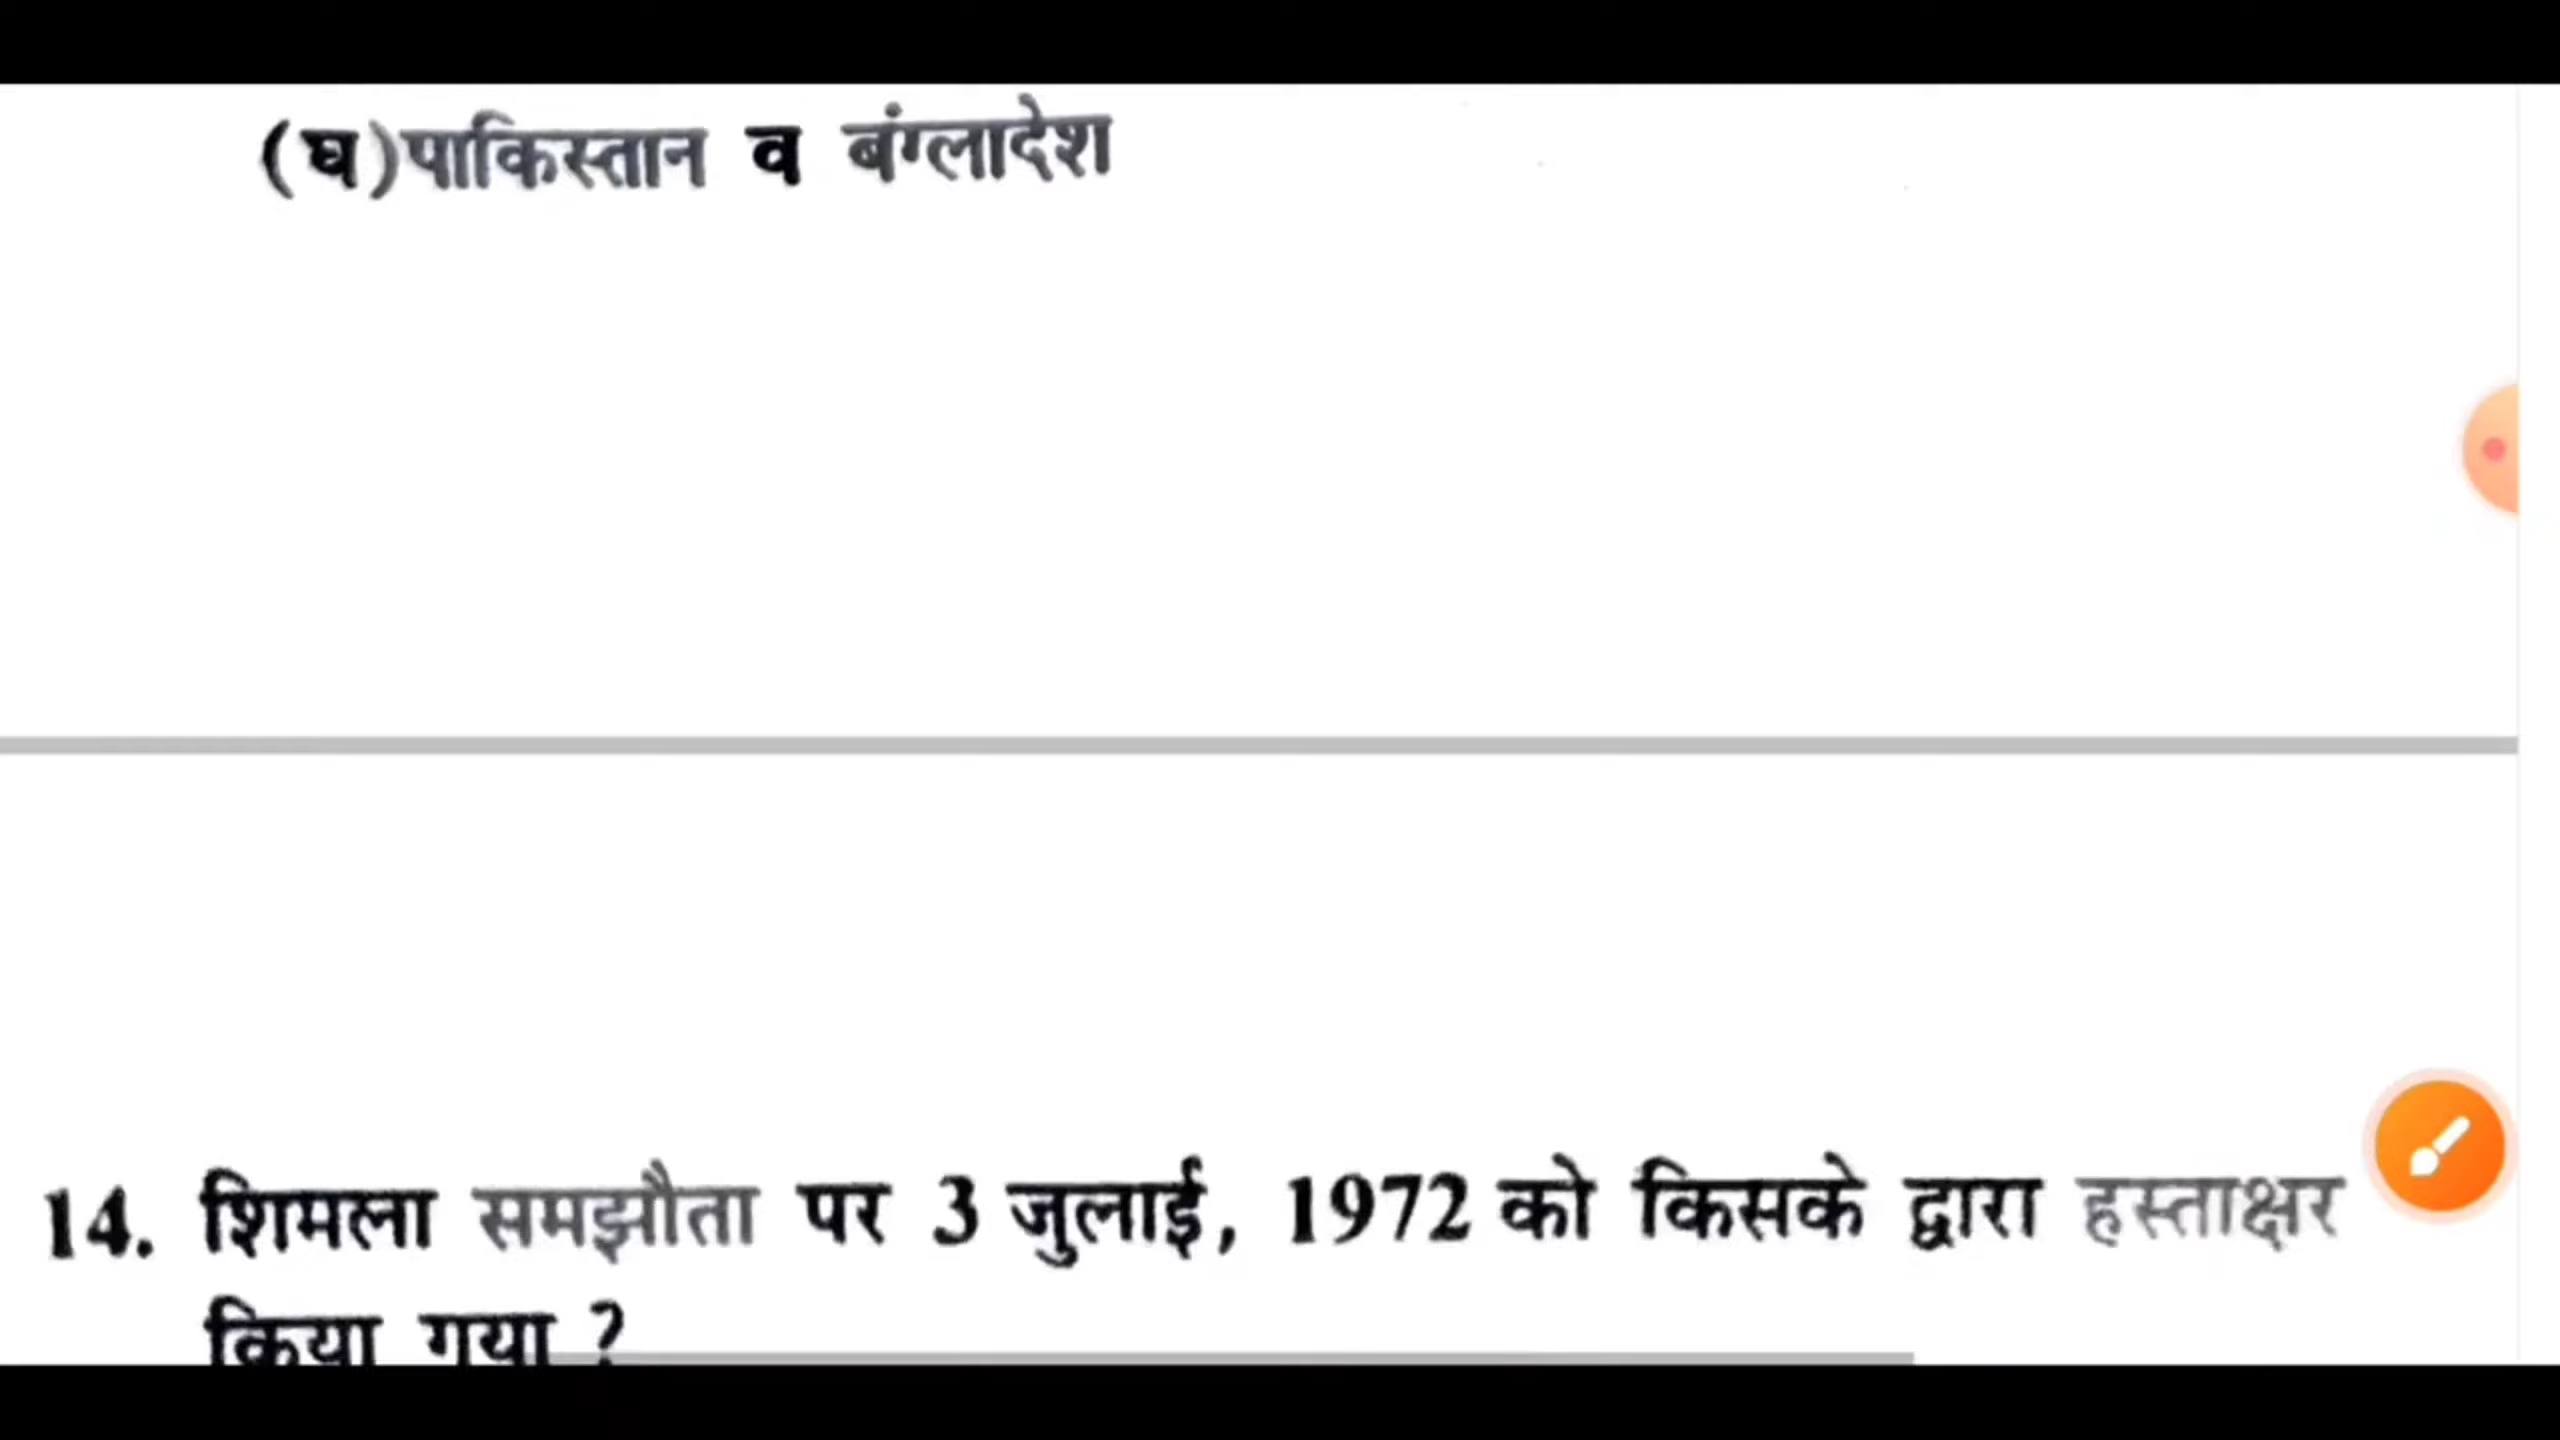 (घ)पाकिस्तान व बंग्लादेश
14. शिमला समझौता पर 3 जुलाई, 1972 को किसके द्वारा हस्ताक्षर
किया गया ?